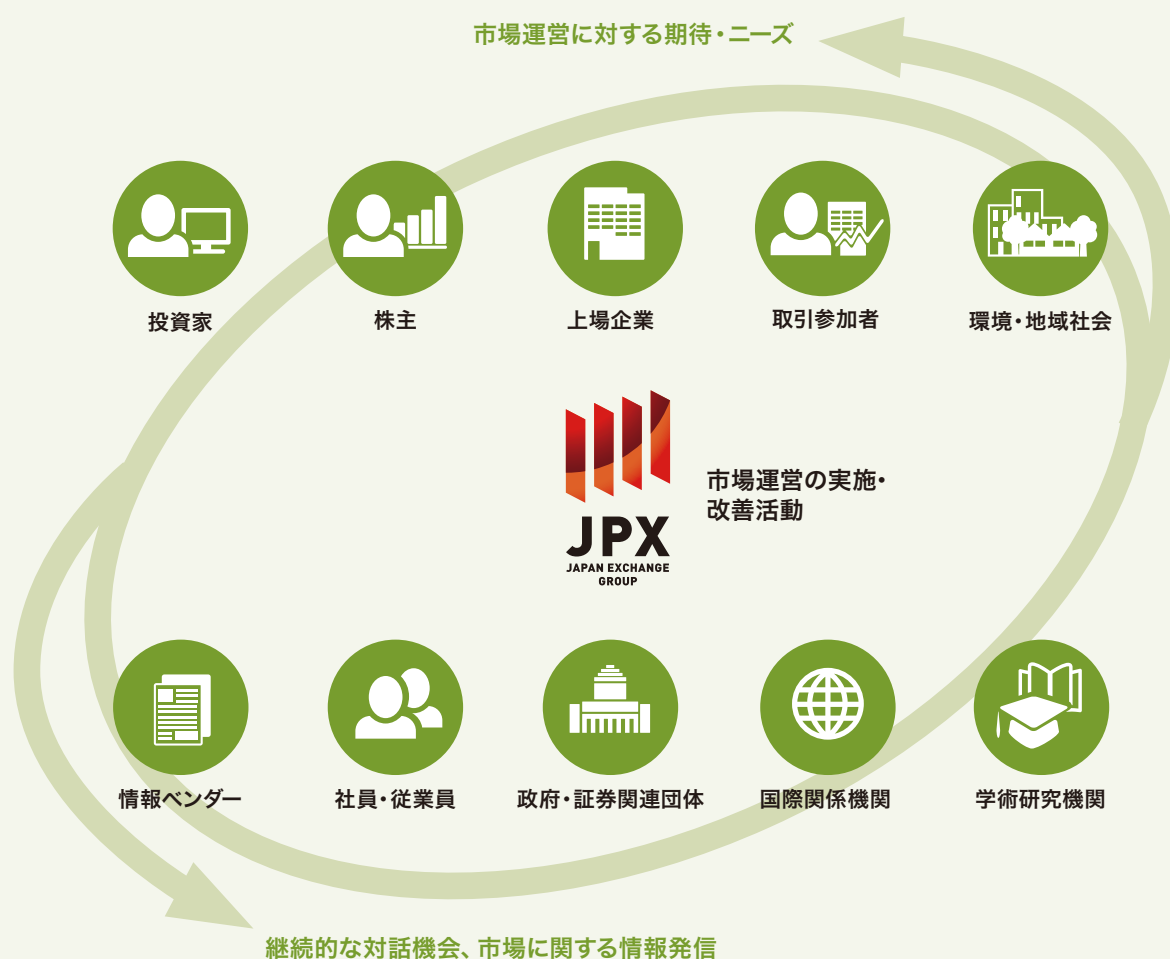 市場運営に対する期待・ニーズ
投資家
株主
上場企業
取引参加者
環境・地域社会
市場運営の実施・
改善活動
JPX
JAPAN EXCHANGE
GROUP
情報ベンダー
社員・従業員
政府・証券関連団体
国際関係機関
学術研究機関
継続的な対話機会、市場に関する情報発信